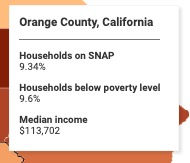 Orange County, California
Households on SNAP
9.34%
Households below poverty level
9.6%
Median income
$113,702